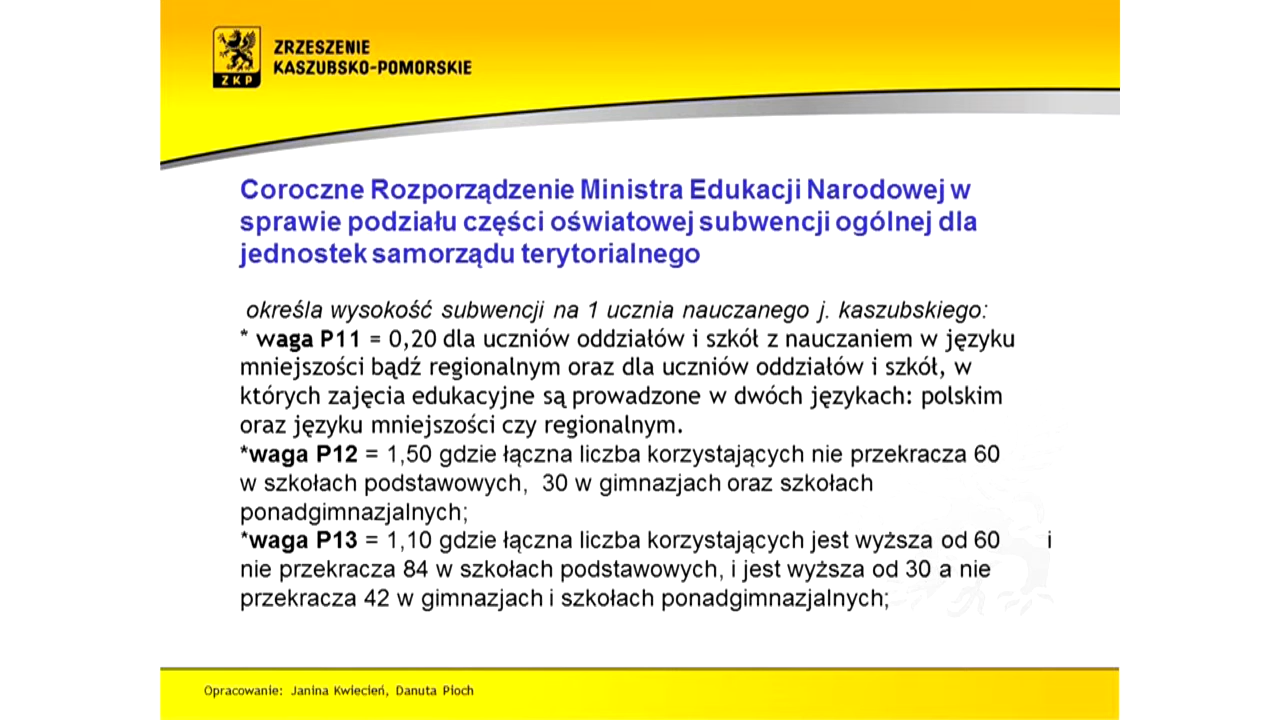 ZKP
ZRZESZENIE
KASZUBSKO-POMORSKIE
Coroczne Rozporządzenie Ministra Edukacji Narodowej w
sprawie podziału części oświatowej subwencji ogólnej dla
jednostek samorządu terytorialnego
określa wysokość subwencji na 1 ucznia nauczanego j. kaszubskiego:
* waga P11 = 0,20 dla uczniów oddziałów i szkół z nauczaniem w języku
mniejszości bądź regionalnym oraz dla uczniów oddziałów i szkół, w
których zajęcia edukacyjne są prowadzone w dwóch językach: polskim
oraz języku mniejszości czy regionalnym.
*waga P12 = 1,50 gdzie łączna liczba korzystających nie przekracza 60
w szkołach podstawowych, 30 w gimnazjach oraz szkołach
ponadgimnazjalnych;
*waga P13 = 1,10 gdzie łączna liczba korzystających jest wyższa od 60 i
nie przekracza 84 w szkołach podstawowych, i jest wyższa od 30 a nie
przekracza 42 w gimnazjach i szkołach ponadgimnazjalnych;
Opracowanie: Janina Kwiecień, Danuta Pioch